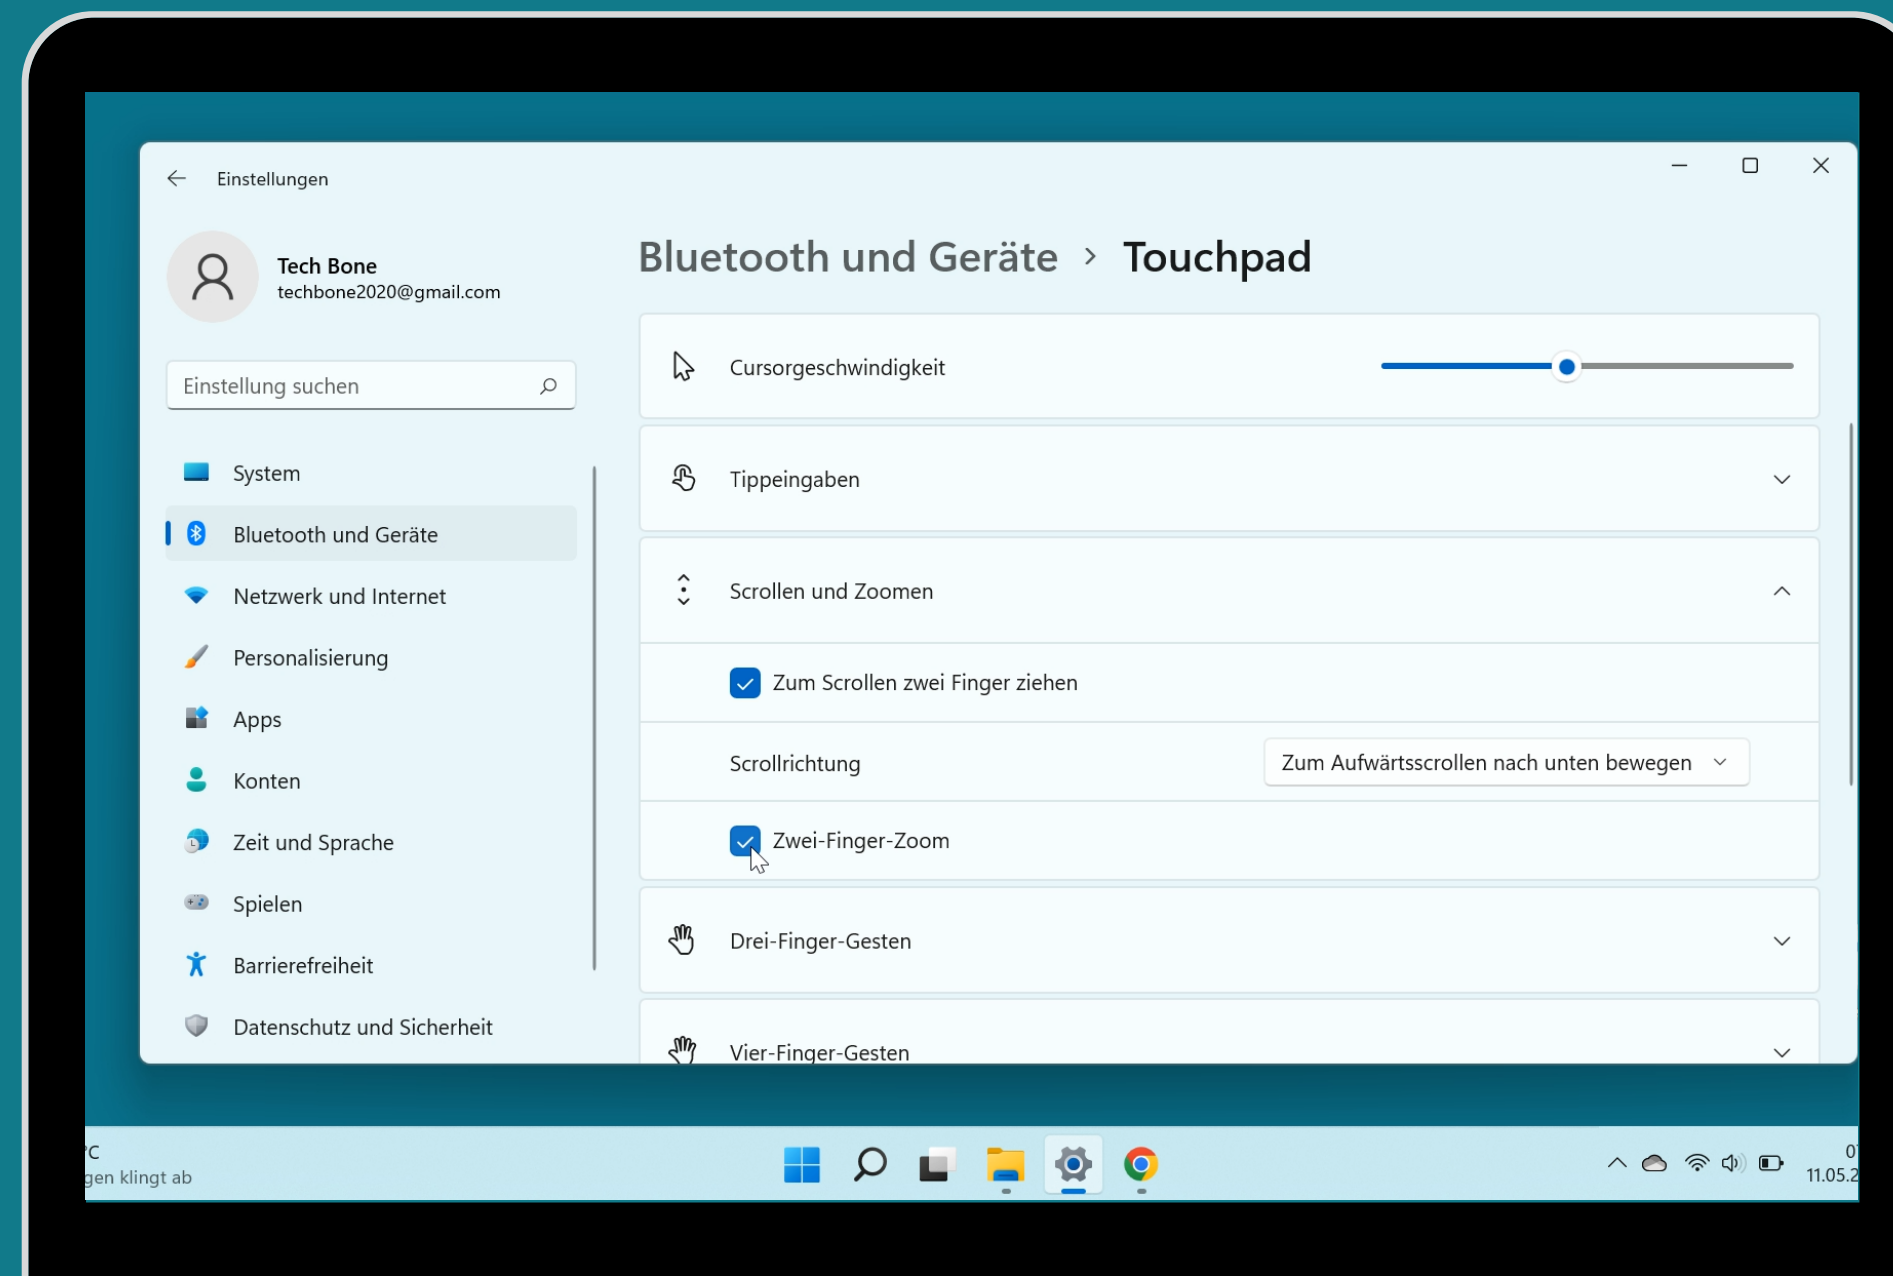 Einstellungen
Tech Bone
techbone2020@gmail.com
Einstellung suchen
System
Bluetooth und Geräte
Netzwerk und Internet
Personalisierung
Apps
Konten
Zeit und Sprache
Spielen
Barrierefreiheit
Datenschutz und Sicherheit
Bluetooth und Geräte › Touchpad
Cursorgeschwindigkeit
Tippeingaben
Scrollen und Zoomen
Zum Scrollen zwei Finger ziehen
Scrollrichtung
Zum Aufwärtsscrollen nach unten bewegen
Zwei-Finger-Zoom
Drei-Finger-Gesten
Vier-Finger-Gesten
°C
gen klingt ab
0
11.05.2